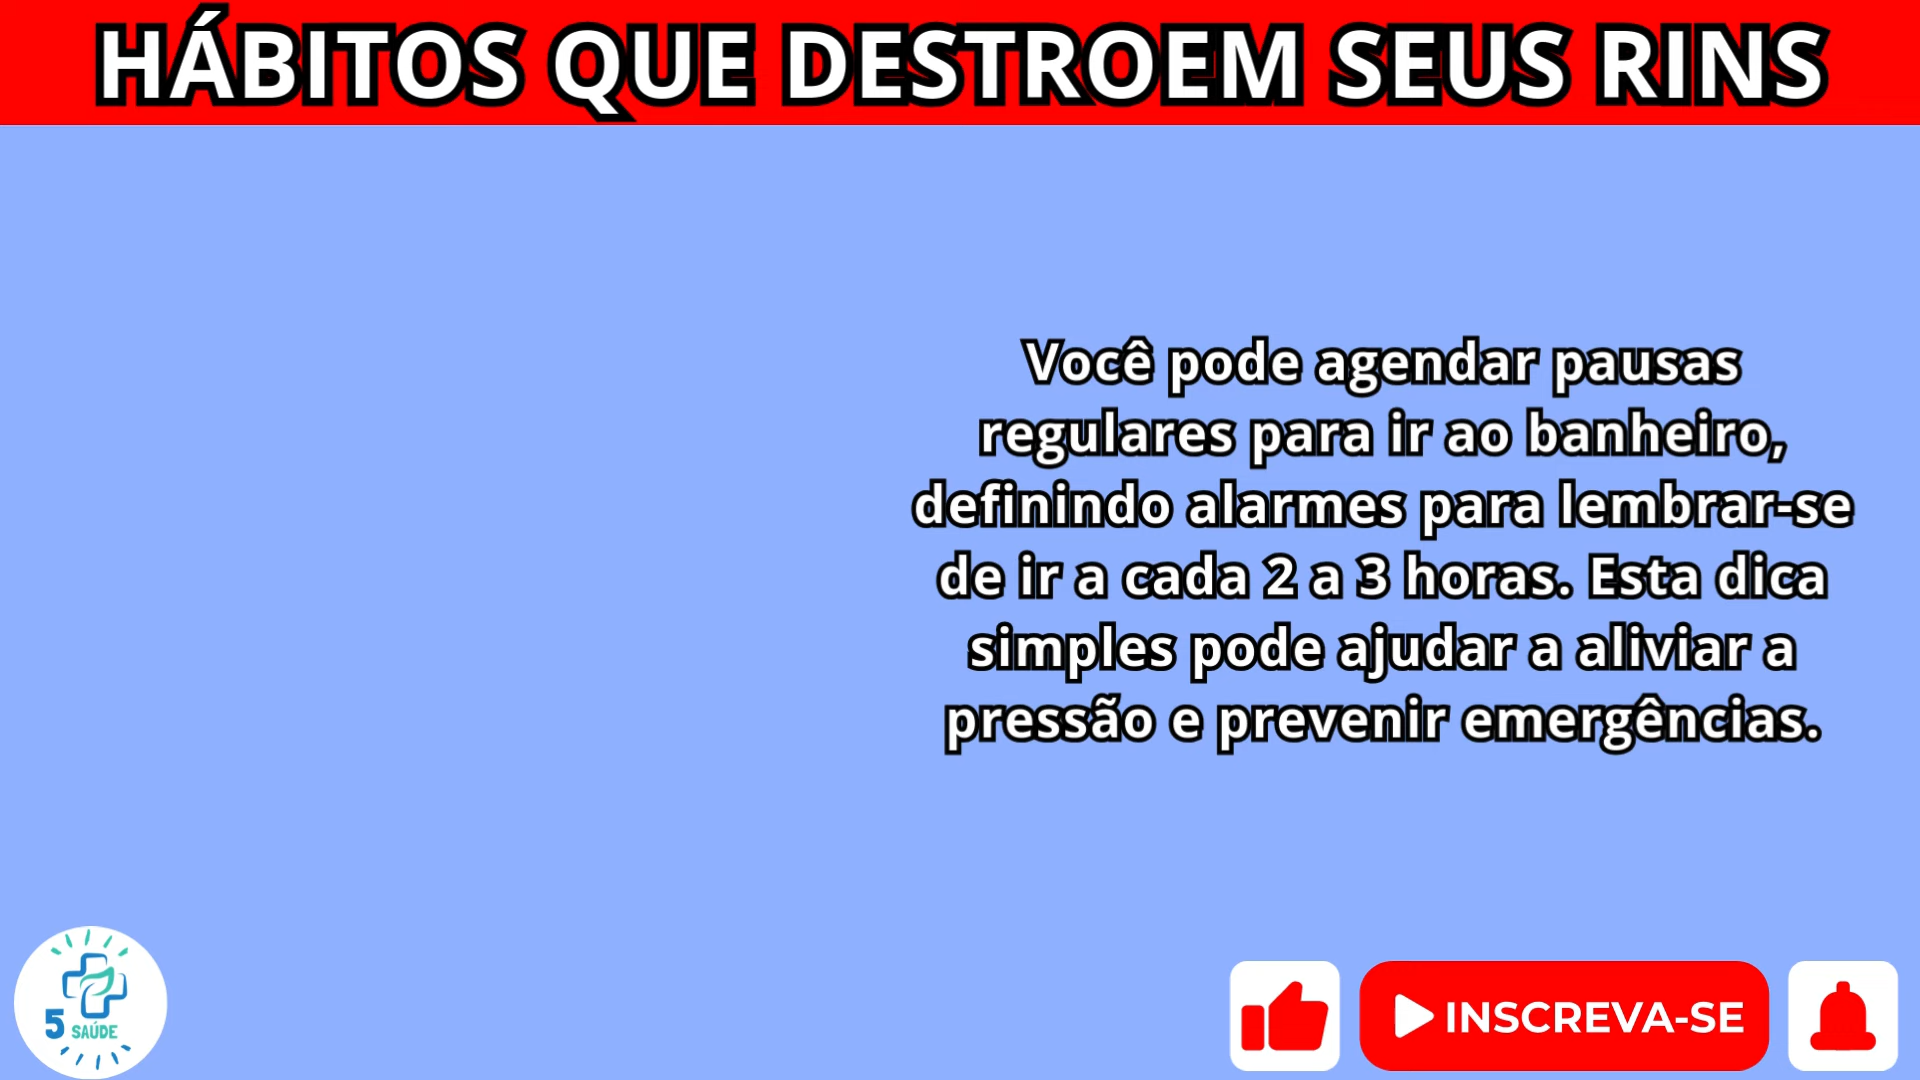 HÁBITOS QUE DESTROEM SEUS RINS
Você pode agendar pausas
regulares para ir ao banheiro,
definindo alarmes para lembrar-se
de ir a cada 2 a 3 horas. Esta dica
simples pode ajudar a aliviar a
pressão e prevenir emergências.
5 SAÚDE
INSCREVA-SE